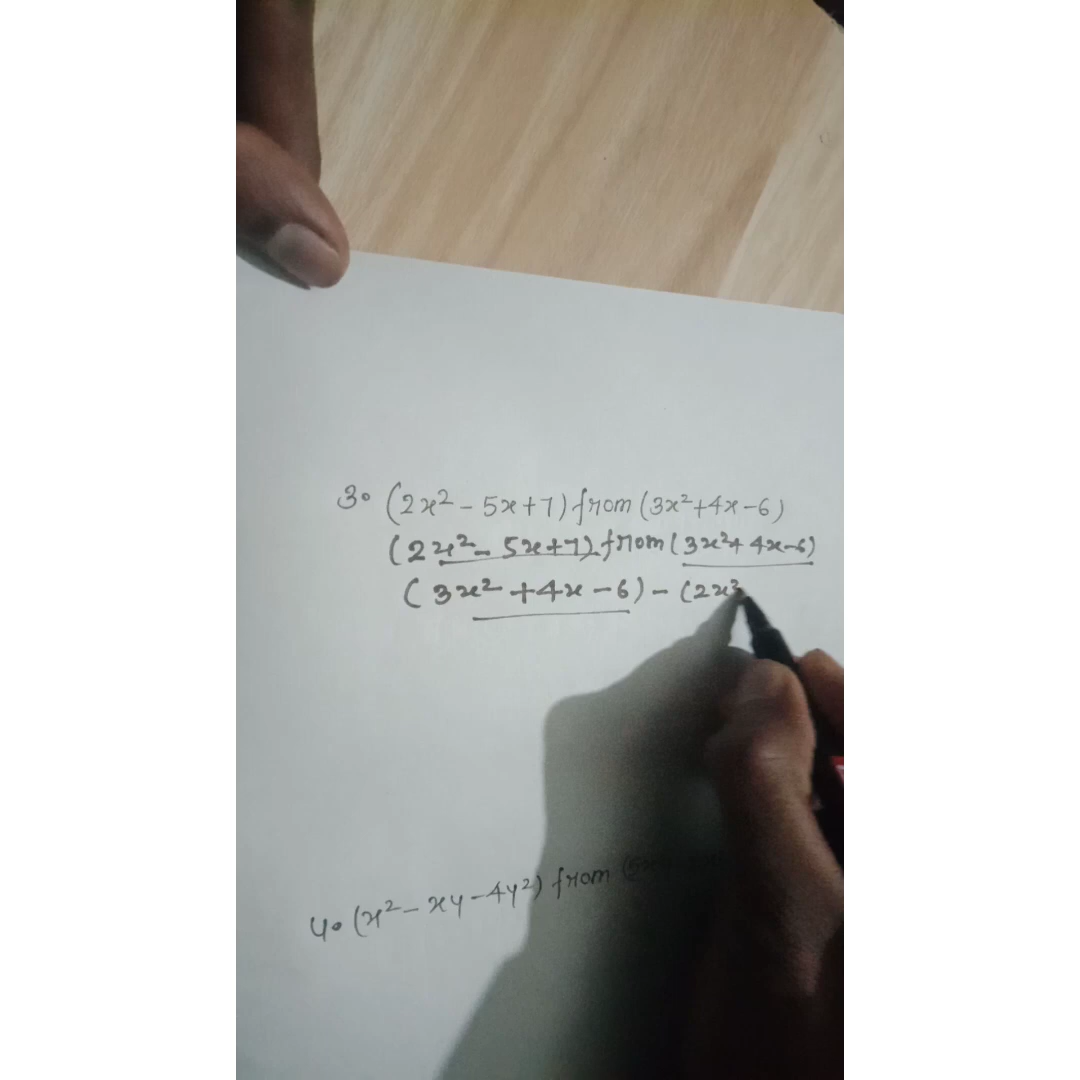 3. (2x² - 5x + 7) from (3x² + 4x - 6)
(2x² - 5x + 7) from (3x² + 4x - 6)
(3x² + 4x - 6) - (2x²
4. (x² - xy - 4y²) from (5